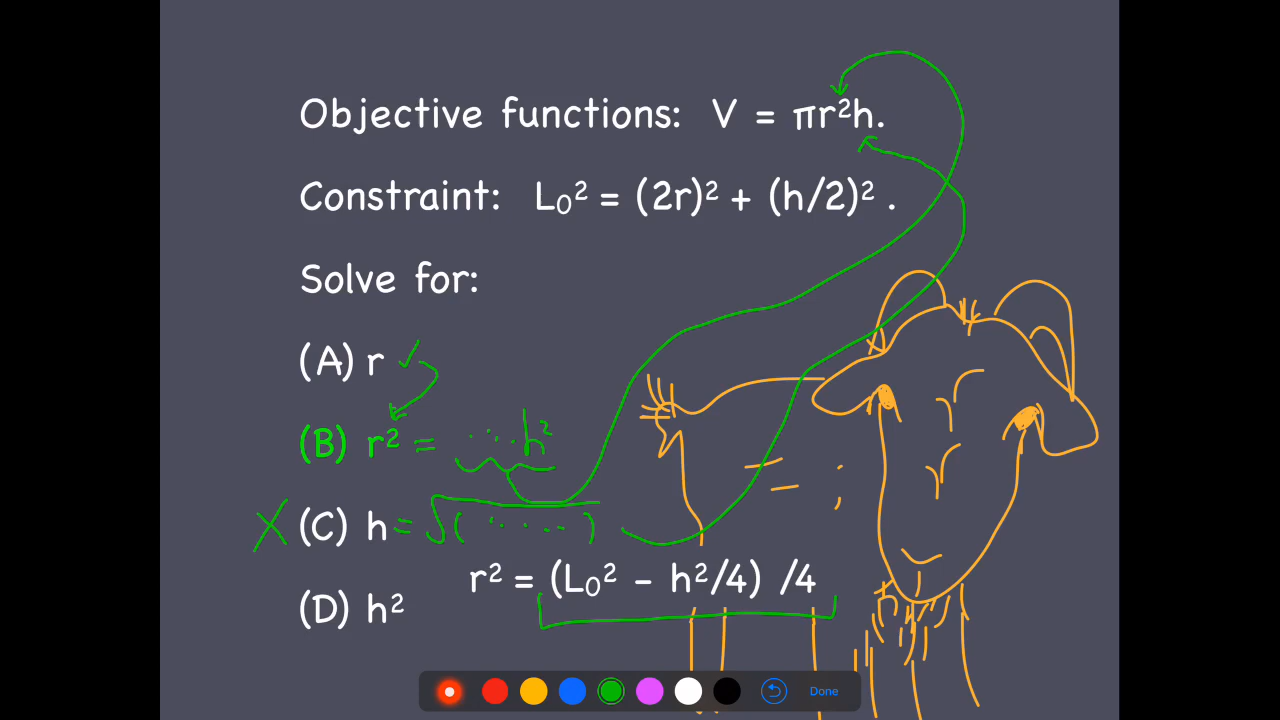 Objective functions: V = πr²h.
Constraint: L₀² = (2r)² + (h/2)² .
Solve for:
(A) r ✓
(B) r² = ....h²
X (C) h = √( ..... )
r² = (L₀² - h²/4) /4
(D) h²
Done